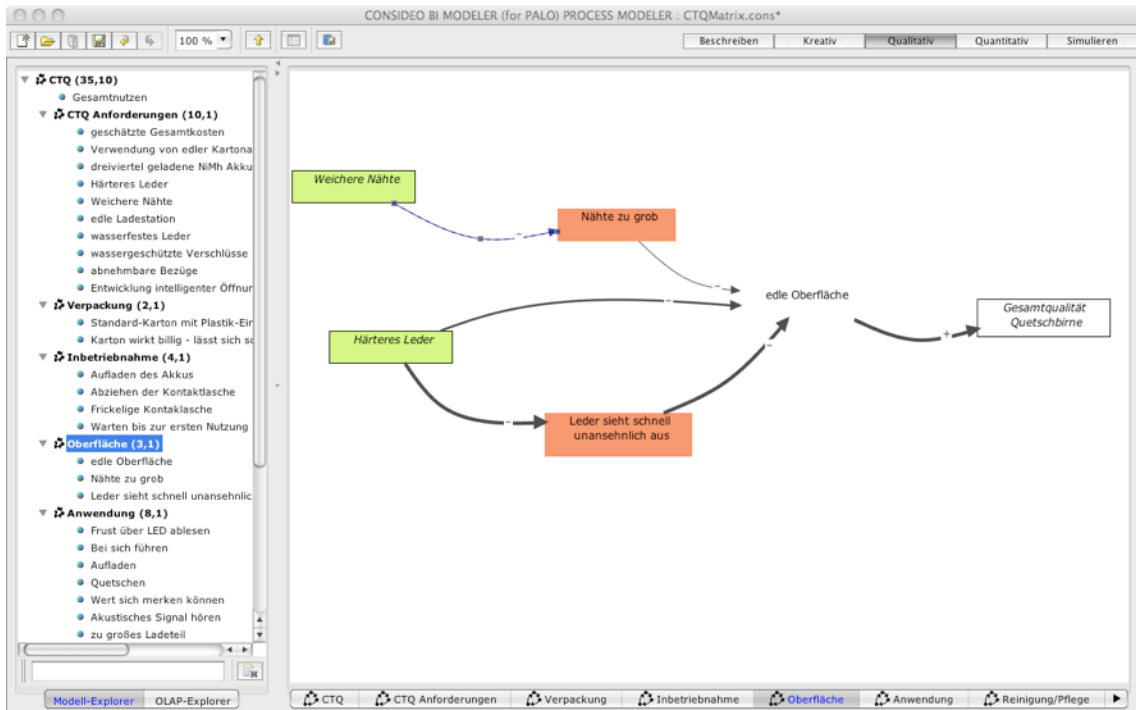 CONSIDEO BI MODELER (for PALO) PROCESS MODELER : CTQMatrix.cons*
100 %
Beschreiben
Kreativ
Qualitativ
Quantitativ
Simulieren
CTQ (35,10)
Gesamtnutzen
CTQ Anforderungen (10,1)
geschätzte Gesamtkosten
Verwendung von edler Kartona
dreiviertel geladene NiMh Akku
Härteres Leder
Weichere Nähte
edle Ladestation
wasserfestes Leder
wassergeschützte Verschlüsse
abnehmbare Bezüge
Entwicklung intelligenter Öffnur
Verpackung (2,1)
Standard-Karton mit Plastik-Eir
Karton wirkt billig - lässt sich sc
Inbetriebnahme (4,1)
Aufladen des Akkus
Abziehen der Kontaktlasche
Frickelige Kontaklasche
Warten bis zur ersten Nutzung
Oberfläche (3,1)
edle Oberfläche
Nähte zu grob
Leder sieht schnell unansehnlic
Anwendung (8,1)
Frust über LED ablesen
Bei sich führen
Aufladen
Quetschen
Wert sich merken können
Akustisches Signal hören
zu großes Ladeteil
Modell-Explorer
OLAP-Explorer
Weichere Nähte
-
Nähte zu grob
-
edle Oberfläche
-
Härteres Leder
-
-
Leder sieht schnell
unansehnlich aus
+
Gesamtqualität
Quetschbirne
CTQ
CTQ Anforderungen
Verpackung
Inbetriebnahme
Oberfläche
Anwendung
Reinigung/Pflege